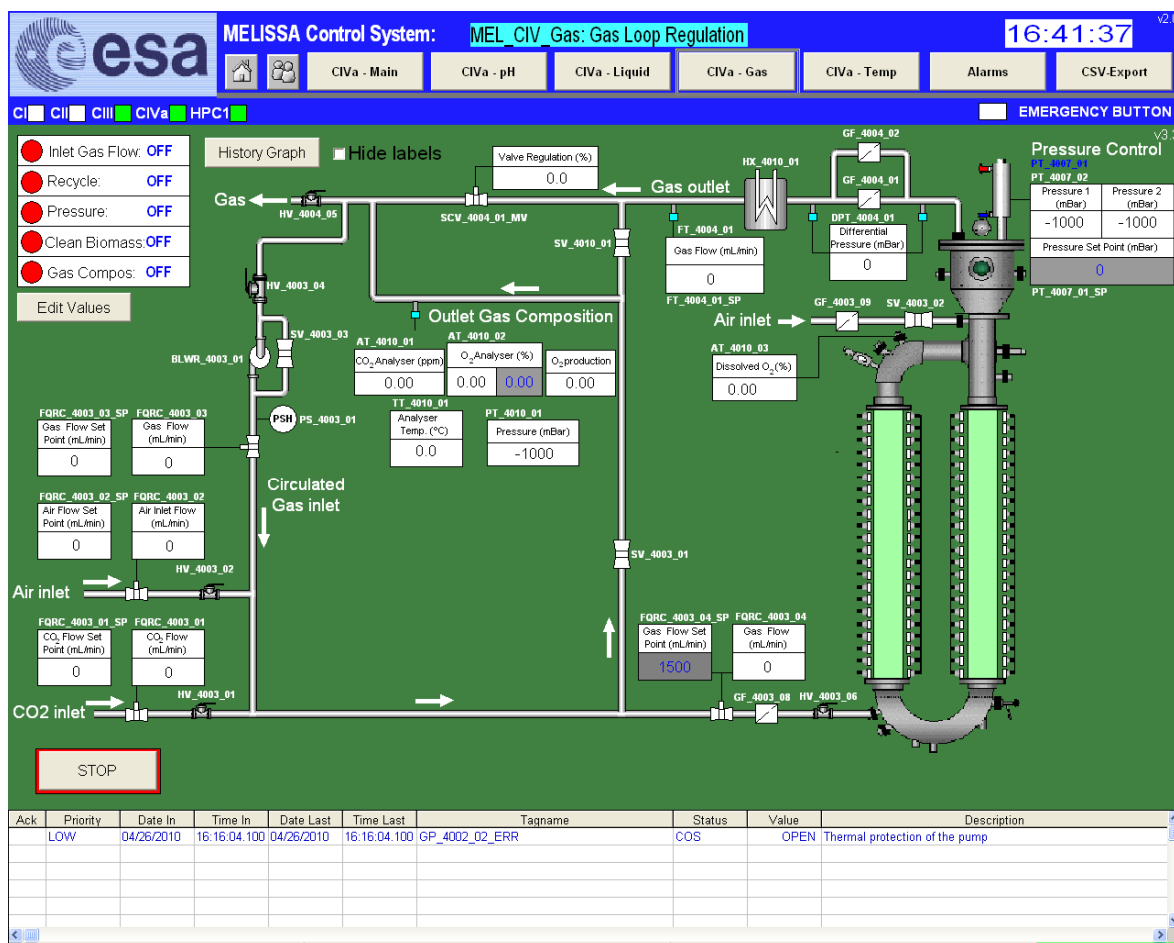 esa
MELISSA Control System: MEL_CIV_Gas: Gas Loop Regulation 16:41:37
CIVa - Main CIVa - pH CIVa - Liquid CIVa - Gas CIVa - Temp Alarms CSV-Export
CI CII CIII CIVa HPC1 EMERGENCY BUTTON
Inlet Gas Flow: OFF
Recycle: OFF
Pressure: OFF
Clean Biomass: OFF
Gas Compos: OFF
Edit Values
History Graph Hide labels
Valve Regulation (%)
0.0
SCV_4004_01_MV
Gas
HV_4004_05
Gas outlet
HX_4010_01
GF_4004_02
GF_4004_01
DPT_4004_01
Differential
Pressure (mBar)
0
FT_4004_01
Gas Flow (mL/min)
0
FT_4004_01_SP
Pressure Control
PT_4007_01
PT_4007_02
Pressure 1 (mBar) Pressure 2 (mBar)
-1000 -1000
Pressure Set Point (mBar)
0
PT_4007_01_SP
SV_4010_01
HV_4003_04
SV_4003_03
BLWR_4003_01
PSH PS_4003_01
Outlet Gas Composition
AT_4010_01 AT_4010_02
CO2 Analyser (ppm) O2 Analyser (%) O2 production
0.00 0.00 0.00 0.00
TT_4010_01
Analyser
Temp. (°C)
0.0
PT_4010_01
Pressure (mBar)
-1000
Air inlet
GF_4003_09 SV_4003_02
AT_4010_03
Dissolved O2(%)
0.00
FQRC_4003_03_SP FQRC_4003_03
Gas Flow Set Point (mL/min) Gas Flow (mL/min)
0 0
Circulated
Gas inlet
FQRC_4003_02_SP FQRC_4003_02
Air Flow Set Point (mL/min) Air Inlet Flow (mL/min)
0 0
HV_4003_02
Air inlet
SV_4003_01
FQRC_4003_01_SP FQRC_4003_01
CO2 Flow Set Point (mL/min) CO2 Flow (mL/min)
0 0
HV_4003_01
CO2 inlet
FQRC_4003_04_SP FQRC_4003_04
Gas Flow Set Point (mL/min) Gas Flow (mL/min)
1500 0
GF_4003_08 HV_4003_06
STOP
Ack Priority Date In Time In Date Last Time Last Tagname Status Value Description
LOW 04/26/2010 16:16:04.100 04/26/2010 16:16:04.100 GP_4002_02_ERR COS OPEN Thermal protection of the pump